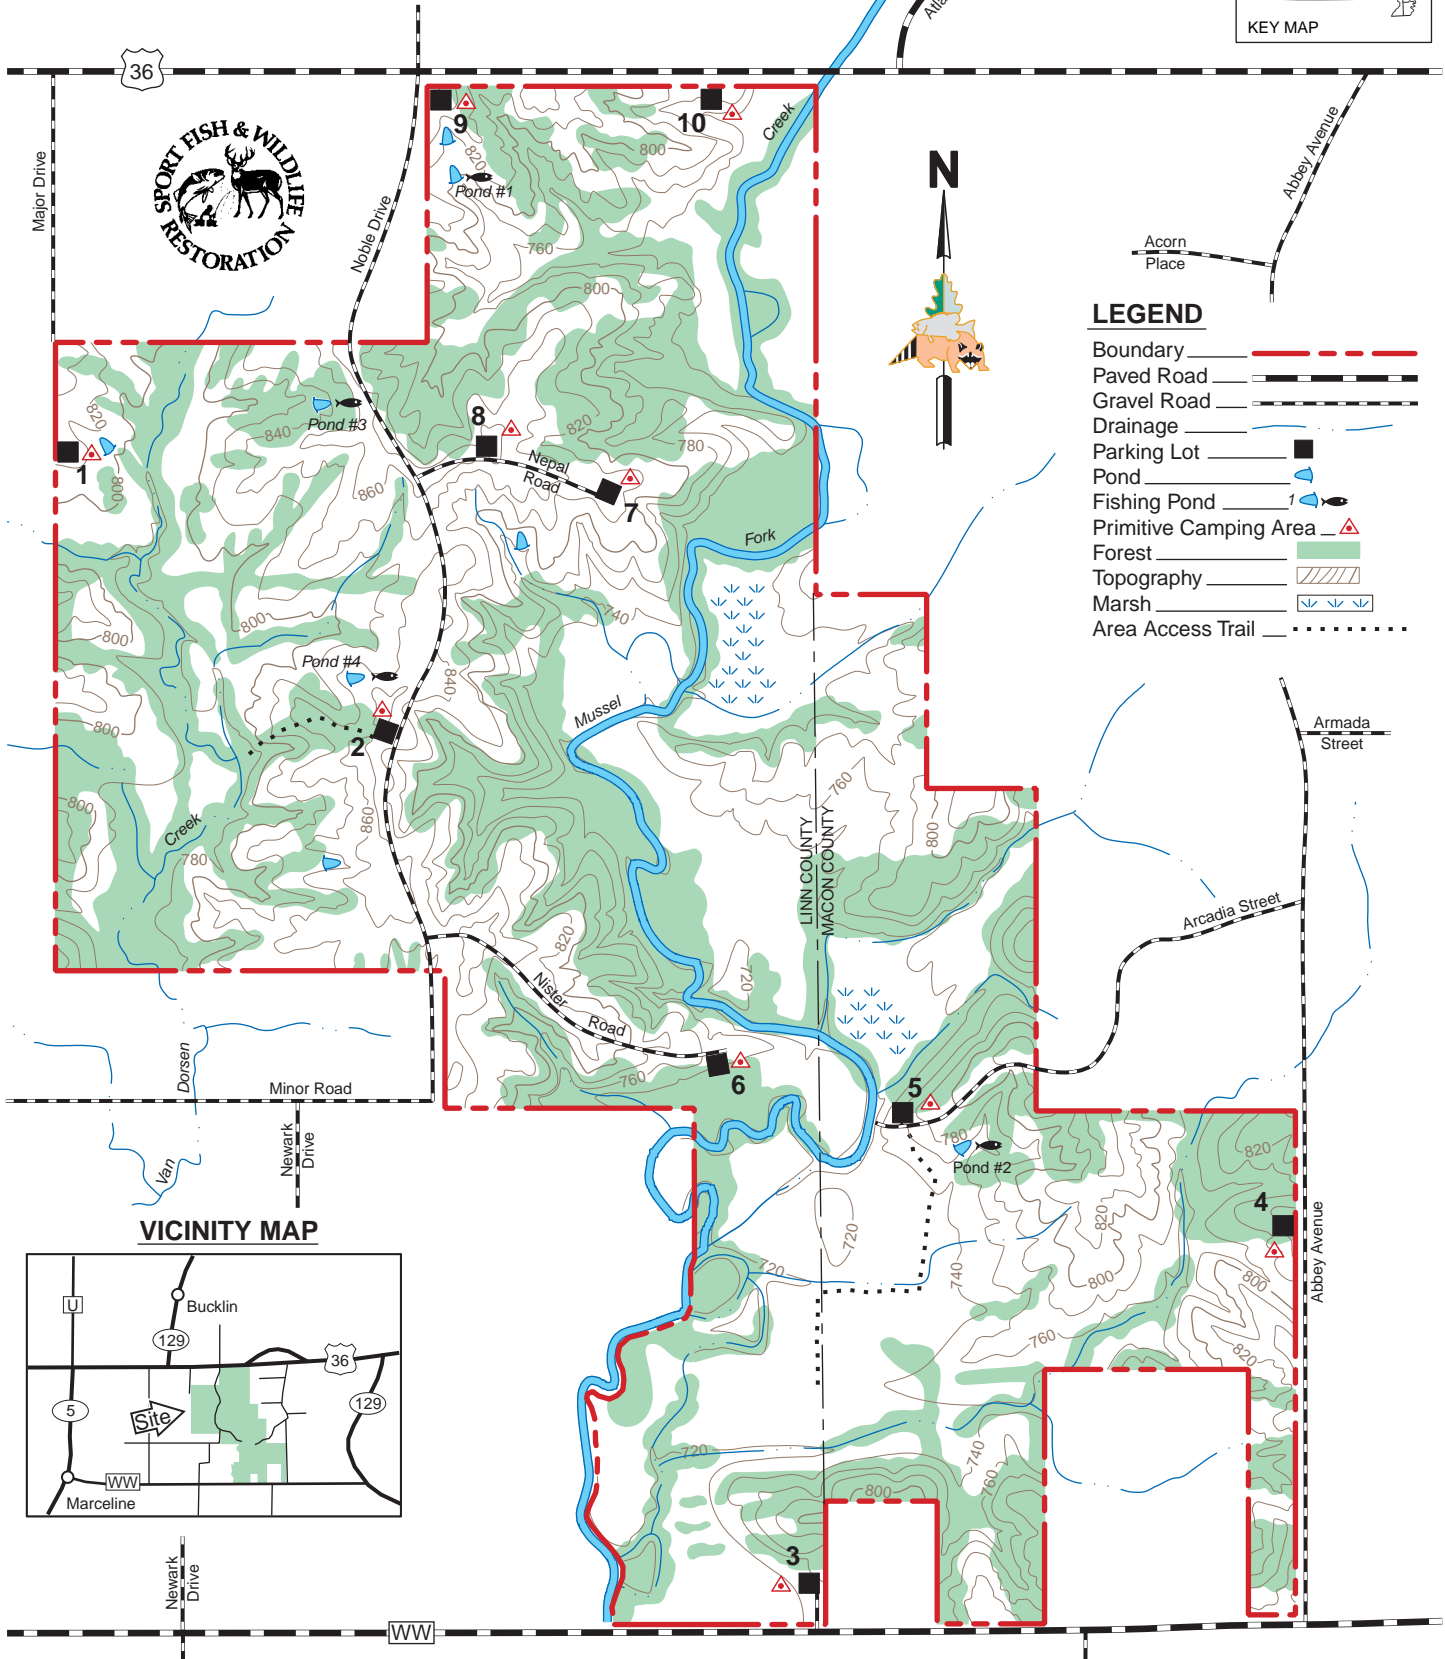 Atla
KEY MAP
36
Major Drive
SPORT FISH & WILDLIFE
RESTORATION
Noble Drive
9
10
820
800
Pond #1
Creek
760
800
N
Abbey Avenue
Acorn
Place
LEGEND
Boundary
Paved Road
Gravel Road
Drainage
Parking Lot
Pond
Fishing Pond 1
Primitive Camping Area
Forest
Topography
Marsh
Area Access Trail
820
1
800
840
Pond #3
860
8
820
780
Nepal
Road
7
Fork
740
800
800
Pond #4
840
800
2
Mussel
800
Creek
780
860
760
800
LINN COUNTY
MACON COUNTY
Armada
Street
Arcadia Street
820
720
Nister
Road
760
6
5
780
Pond #2
Minor Road
Dorsen
Van
Newark
Drive
820
4
Abbey Avenue
820
800
800
820
740
720
720
760
720
740
760
800
3
VICINITY MAP
U
Bucklin
129
36
5
Site
129
WW
Marceline
Newark
Drive
WW